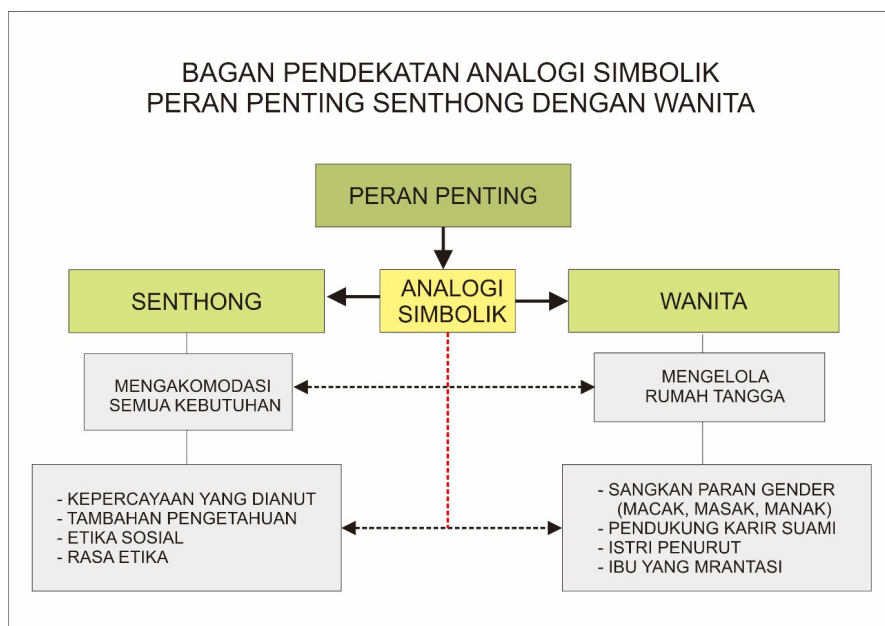 BAGAN PENDEKATAN ANALOGI SIMBOLIK
PERAN PENTING SENTHONG DENGAN WANITA
PERAN PENTING
SENTHONG
ANALOGI
SIMBOLIK
WANITA
MENGAKOMODASI
SEMUA KEBUTUHAN
MENGELOLA
RUMAH TANGGA
- KEPERCAYAAN YANG DIANUT
- TAMBAHAN PENGETAHUAN
- ETIKA SOSIAL
- RASA ETIKA
- SANGKAN PARAN GENDER
(MACAK, MASAK, MANAK)
- PENDUKUNG KARIR SUAMI
- ISTRI PENURUT
- IBU YANG MRANTASI